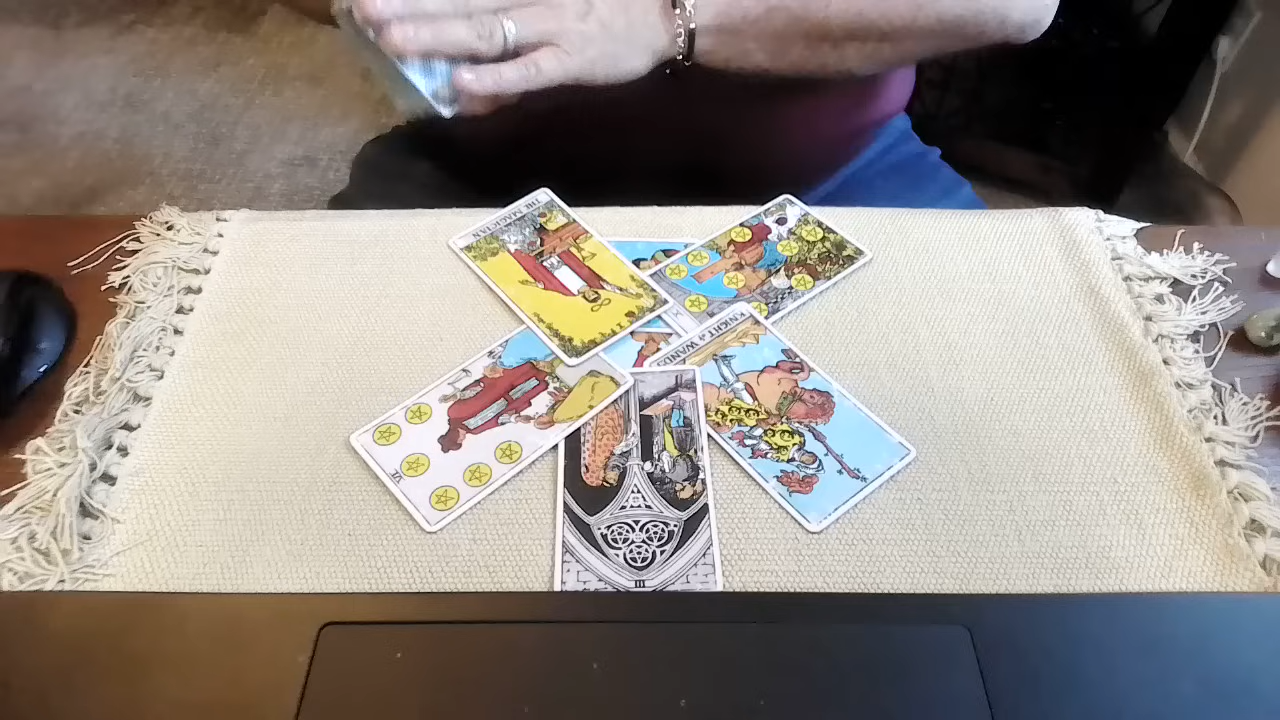 THE MAGICIAN
I
X
KNIGHT of WANDS
VI
III